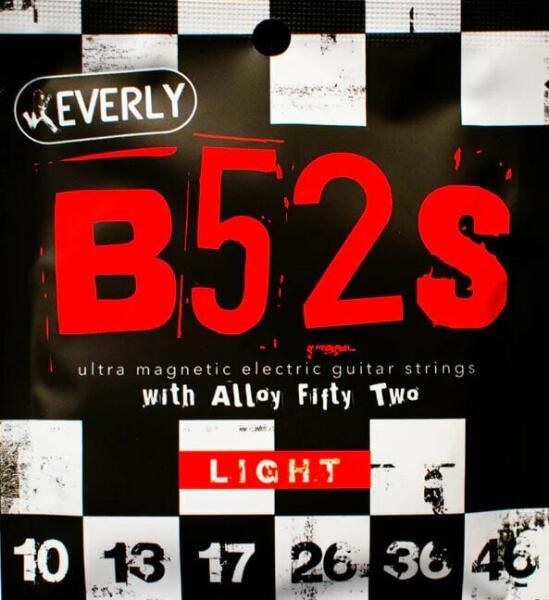 EVERLY
B52s
ultra magnetic electric guitar strings
with Alloy Fifty Two
LIGHT
10 13 17 26 36 46